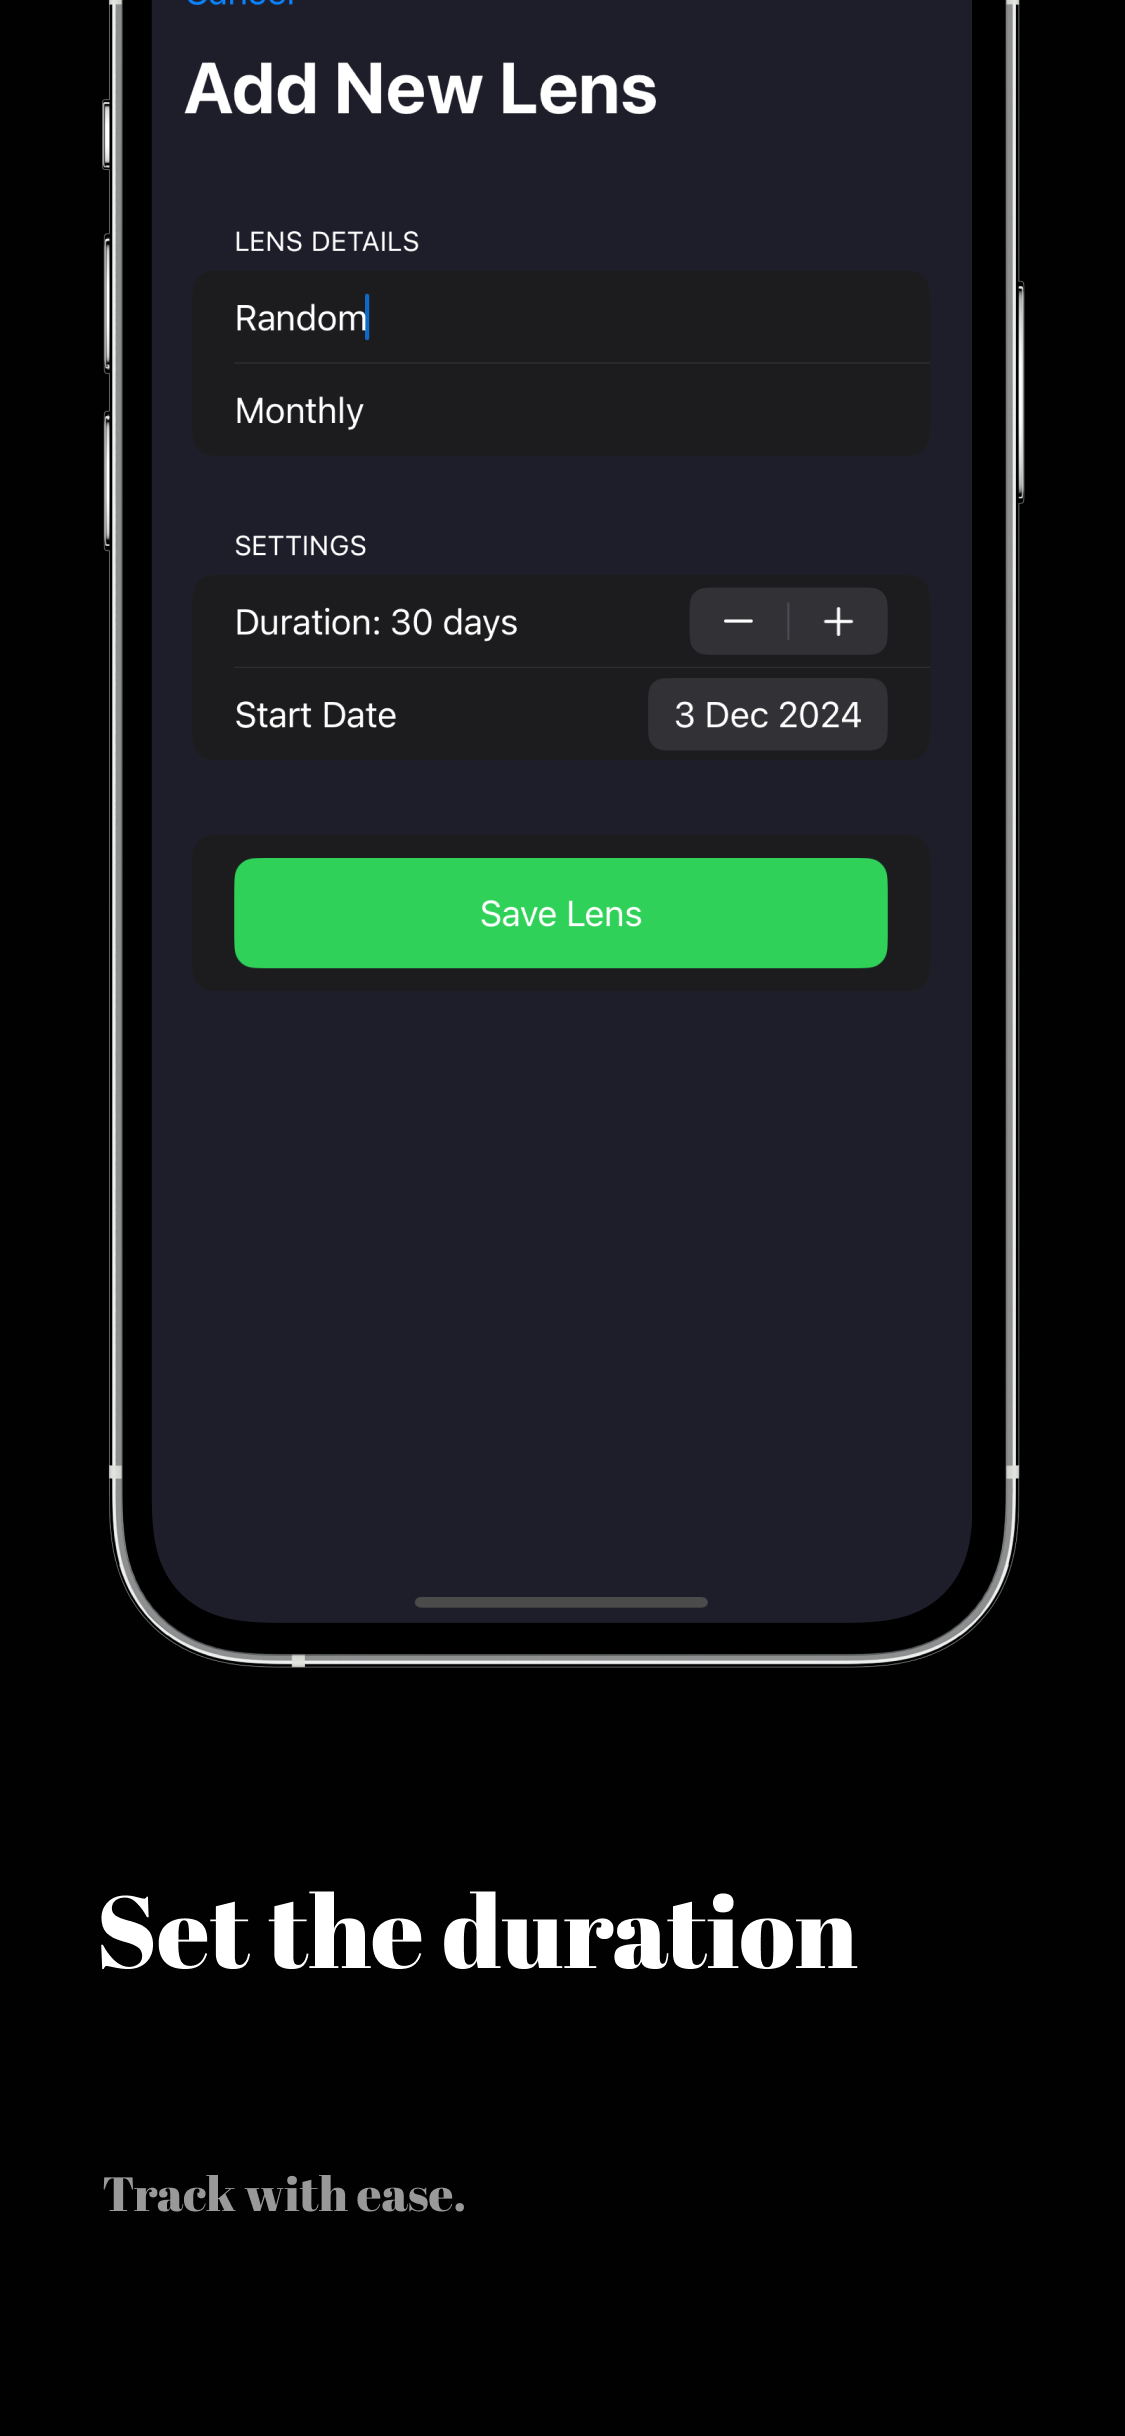 Cancel
Add New Lens
LENS DETAILS
Random
Monthly
SETTINGS
Duration: 30 days
Start Date 3 Dec 2024
Save Lens
Set the duration
Track with ease.